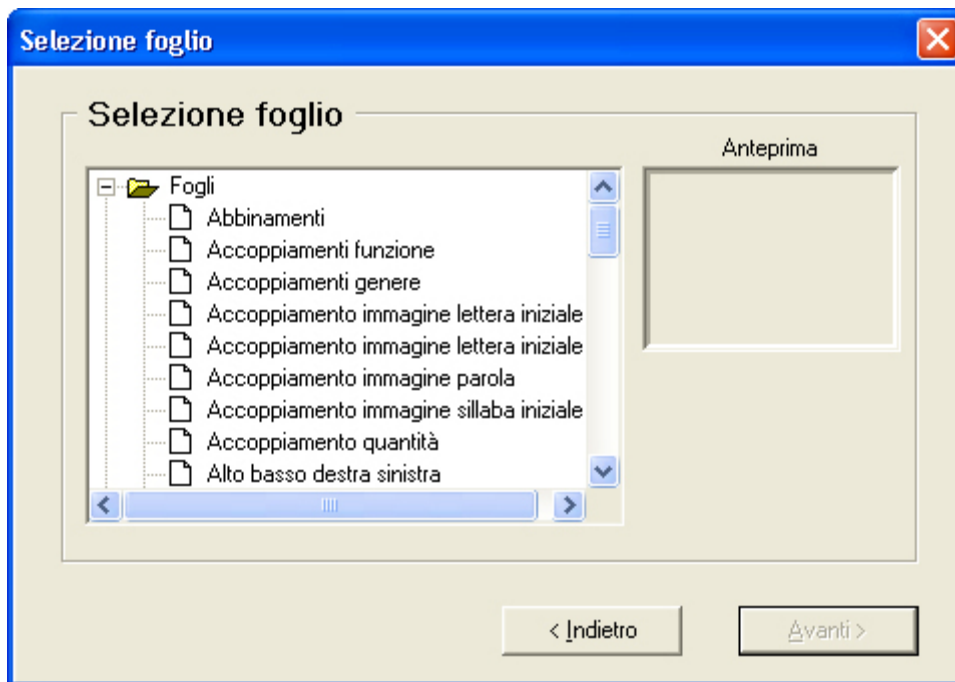 Selezione foglio
Selezione foglio
Anteprima
Fogli
Abbinamenti
Accoppiamenti funzione
Accoppiamenti genere
Accoppiamento immagine lettera iniziale
Accoppiamento immagine lettera iniziale
Accoppiamento immagine parola
Accoppiamento immagine sillaba iniziale
Accoppiamento quantità
Alto basso destra sinistra
< Indietro
Avanti >